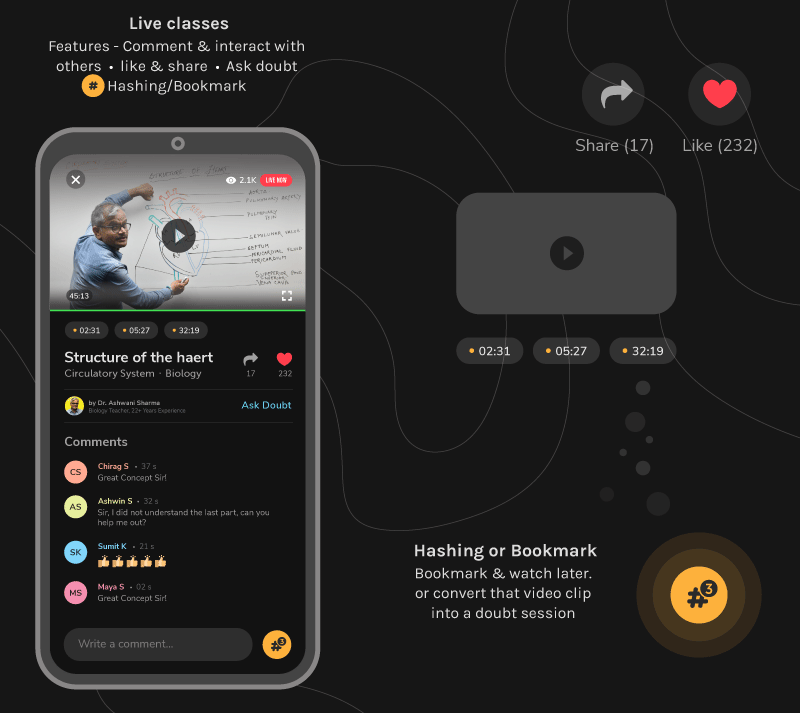 Live classes
Features - Comment & interact with
others • like & share • Ask doubt
# Hashing/Bookmark
Share (17)
Like (232)
STRUCTURE OF HEART
2.1K
LIVE NOW
AORTA
PULMONARY ARTERY
PULMONARY
VEIN
SEMILUNAR VALVE
SEPTUM
PERICARDIAL FLUID
PERICARDIUM
VENA CAVA
45:13
• 02:31 • 05:27 • 32:19
Structure of the haert
Circulatory System · Biology
17
232
by Dr. Ashwani Sharma
Biology Teacher, 22+ Years Experience
Ask Doubt
Comments
CS
Chirag S • 37 s
Great Concept Sir!
AS
Ashwin S • 32 s
Sir, I did not understand the last part, can you
help me out?
SK
Sumit K • 21 s
👍👍👍👍👍
MS
Maya S • 02 s
Great Concept Sir!
Write a comment...
#3
• 02:31 • 05:27 • 32:19
Hashing or Bookmark
Bookmark & watch later.
or convert that video clip
into a doubt session
#3